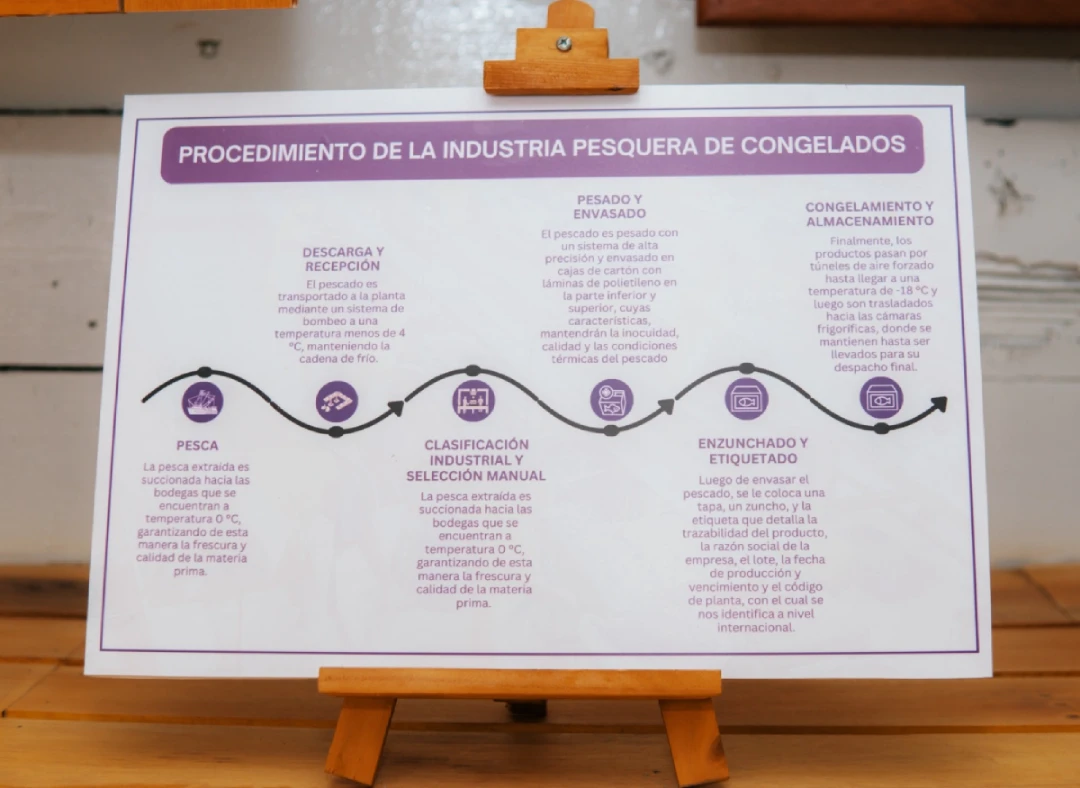 PROCEDIMIENTO DE LA INDUSTRIA PESQUERA DE CONGELADOS
PESCA
La pesca extraída es
succionada hacia las
bodegas que se
encuentran a
temperatura 0 °C,
garantizando de esta
manera la frescura y
calidad de la materia
prima.
DESCARGA Y
RECEPCIÓN
El pescado es
transportado a la planta
mediante un sistema de
bombeo a una
temperatura menos de 4
°C, manteniendo la
cadena de frío.
CLASIFICACIÓN
INDUSTRIAL Y
SELECCIÓN MANUAL
La pesca extraída es
succionada hacia las
bodegas que se
encuentran a
temperatura 0 °C,
garantizando de esta
manera la frescura y
calidad de la materia
prima.
PESADO Y
ENVASADO
El pescado es pesado con
un sistema de alta
precisión y envasado en
cajas de cartón con
láminas de polietileno en
la parte inferior y
superior, cuyas
características,
mantendrán la inocuidad,
calidad y las condiciones
térmicas del pescado
ENZUNCHADO Y
ETIQUETADO
Luego de envasar el
pescado, se le coloca una
tapa, un zuncho, y la
etiqueta que detalla la
trazabilidad del producto,
la razón social de la
empresa, el lote, la fecha
de producción y
vencimiento y el código
de planta, con el cual se
nos identifica a nivel
internacional.
CONGELAMIENTO Y
ALMACENAMIENTO
Finalmente, los
productos pasan por
túneles de aire forzado
hasta llegar a una
temperatura de -18 °C y
luego son trasladados
hacia las cámaras
frigoríficas, donde se
mantienen hasta ser
llevados para su
despacho final.